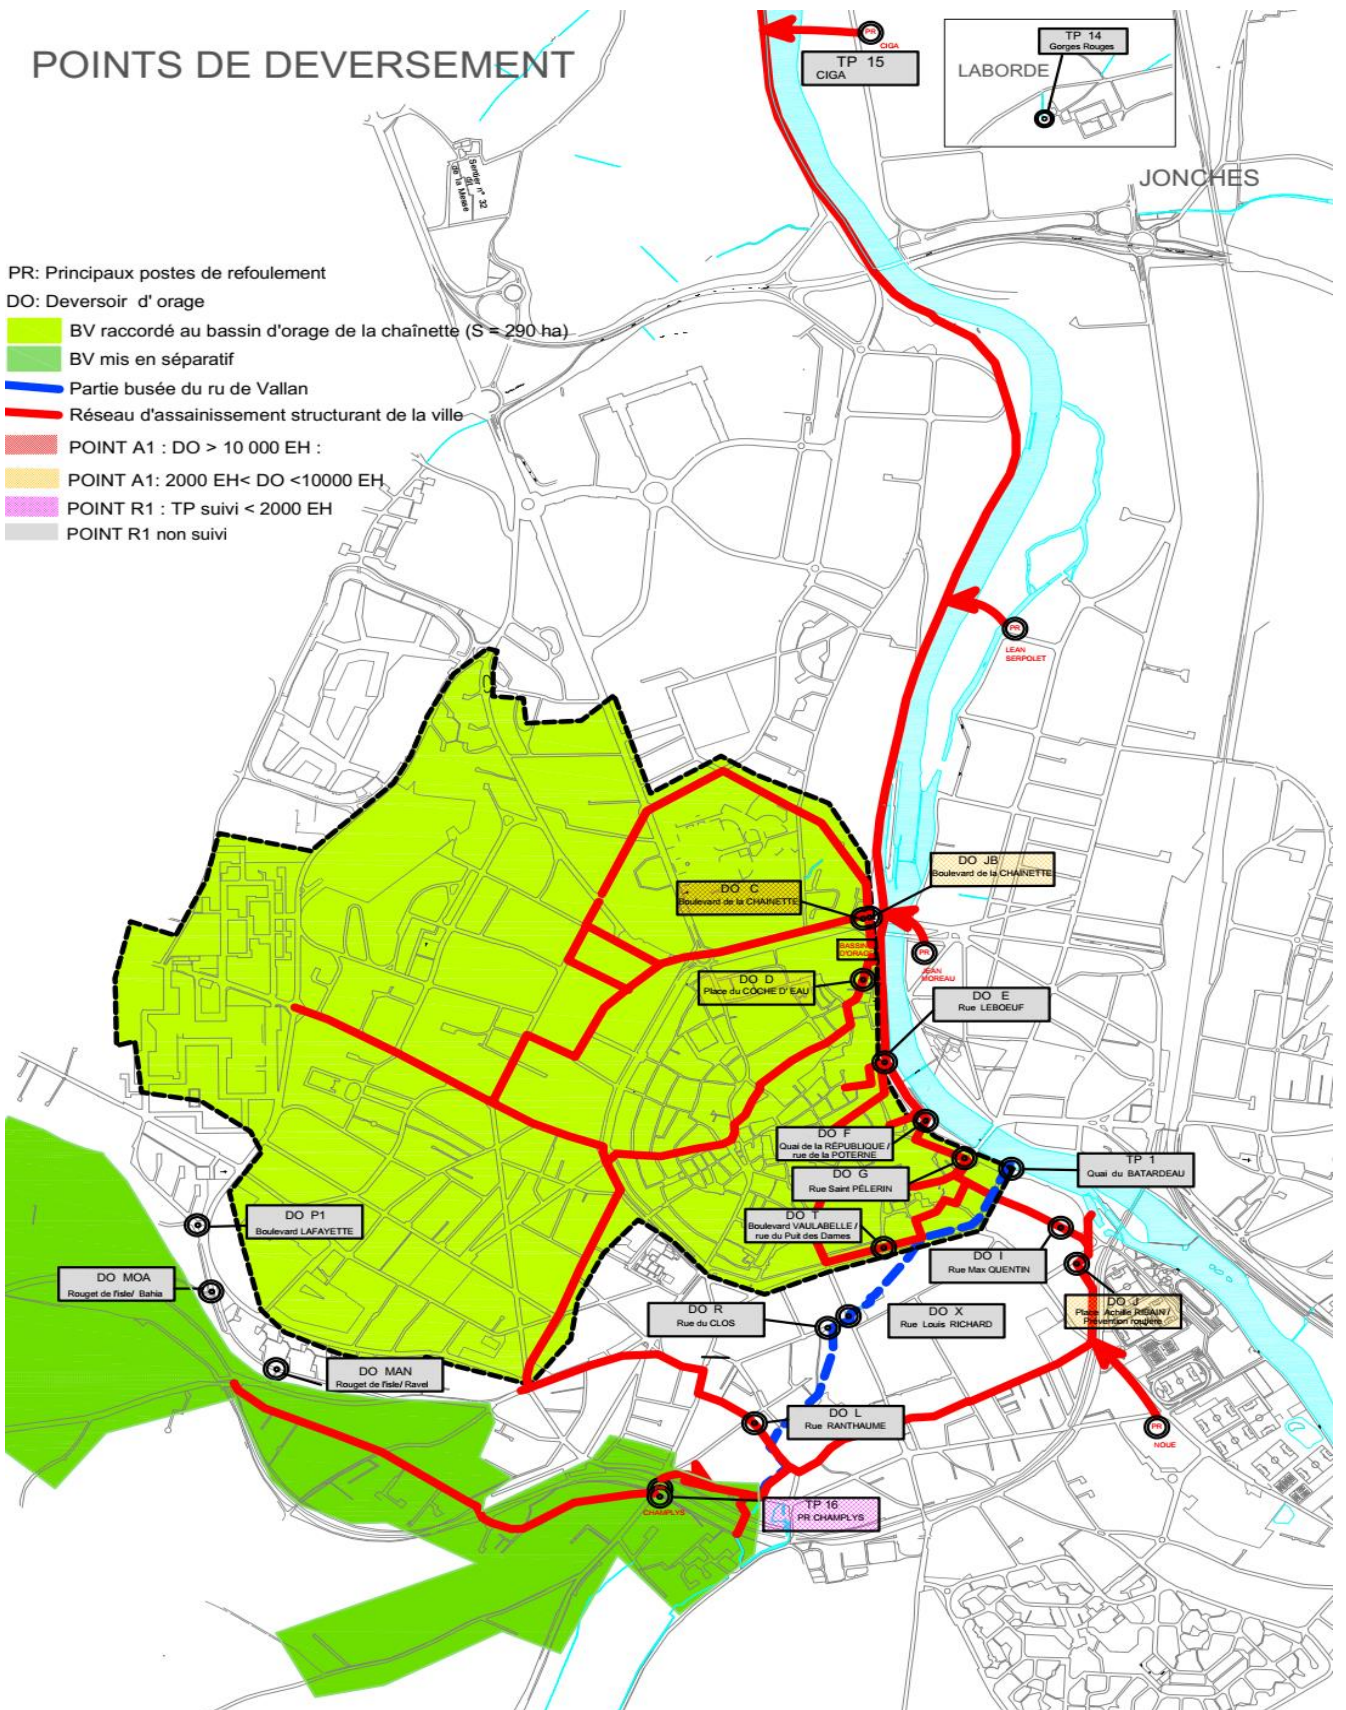 POINTS DE DEVERSEMENT
PR
CIGA
TP 15
CIGA
TP 14
Gorges Rouges
LABORDE
JONCHES
Sentier n° 32
dit
de la Messe
PR: Principaux postes de refoulement
DO: Deversoir d' orage
BV raccordé au bassin d'orage de la chaînette (S = 290 ha)
BV mis en séparatif
Partie busée du ru de Vallan
Réseau d'assainissement structurant de la ville
POINT A1 : DO > 10 000 EH :
POINT A1: 2000 EH< DO <10000 EH
POINT R1 : TP suivi < 2000 EH
POINT R1 non suivi
PR
LEAN
SERPOLET
DO JB
Boulevard de la CHAINETTE
DO C
Boulevard de la CHAINETTE
BASSIN
D'ORAGE
PR
JEAN
MOREAU
DO D
Place du COCHE D' EAU
DO E
Rue LEBOEUF
DO F
Quai de la RÉPUBLIQUE /
rue de la POTERNE
TP 1
Quai du BATARDEAU
DO G
Rue Saint PÈLERIN
DO T
Boulevard VAULABELLE /
rue du Puit des Dames
DO P1
Boulevard LAFAYETTE
DO I
Rue Max QUENTIN
DO MOA
Rouget de l'isle/ Bahia
DO J
Place Achille RIBAIN /
Prévention routière
DO R
Rue du CLOS
DO X
Rue Louis RICHARD
DO MAN
Rouget de l'isle/ Ravel
DO L
Rue RANTHAUME
PR
NOUE
CHAMPLYS
TP 16
PR CHAMPLYS